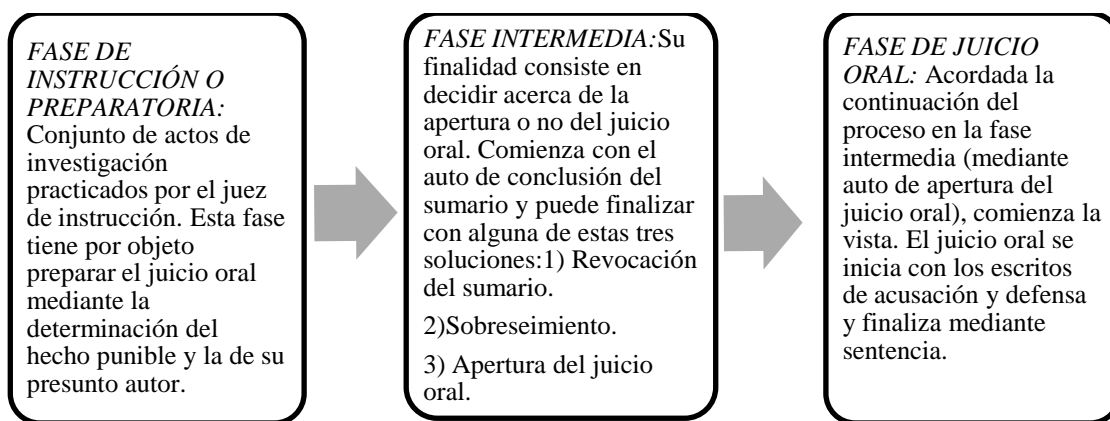 FASE DE
INSTRUCCIÓN O
PREPARATORIA:
Conjunto de actos de
investigación
practicados por el juez
de instrucción. Esta fase
tiene por objeto
preparar el juicio oral
mediante la
determinación del
hecho punible y la de su
presunto autor.
FASE INTERMEDIA:Su
finalidad consiste en
decidir acerca de la
apertura o no del juicio
oral. Comienza con el
auto de conclusión del
sumario y puede finalizar
con alguna de estas tres
soluciones:1) Revocación
del sumario.
2)Sobreseimiento.
3) Apertura del juicio
oral.
FASE DE JUICIO
ORAL: Acordada la
continuación del
proceso en la fase
intermedia (mediante
auto de apertura del
juicio oral), comienza la
vista. El juicio oral se
inicia con los escritos
de acusación y defensa
y finaliza mediante
sentencia.